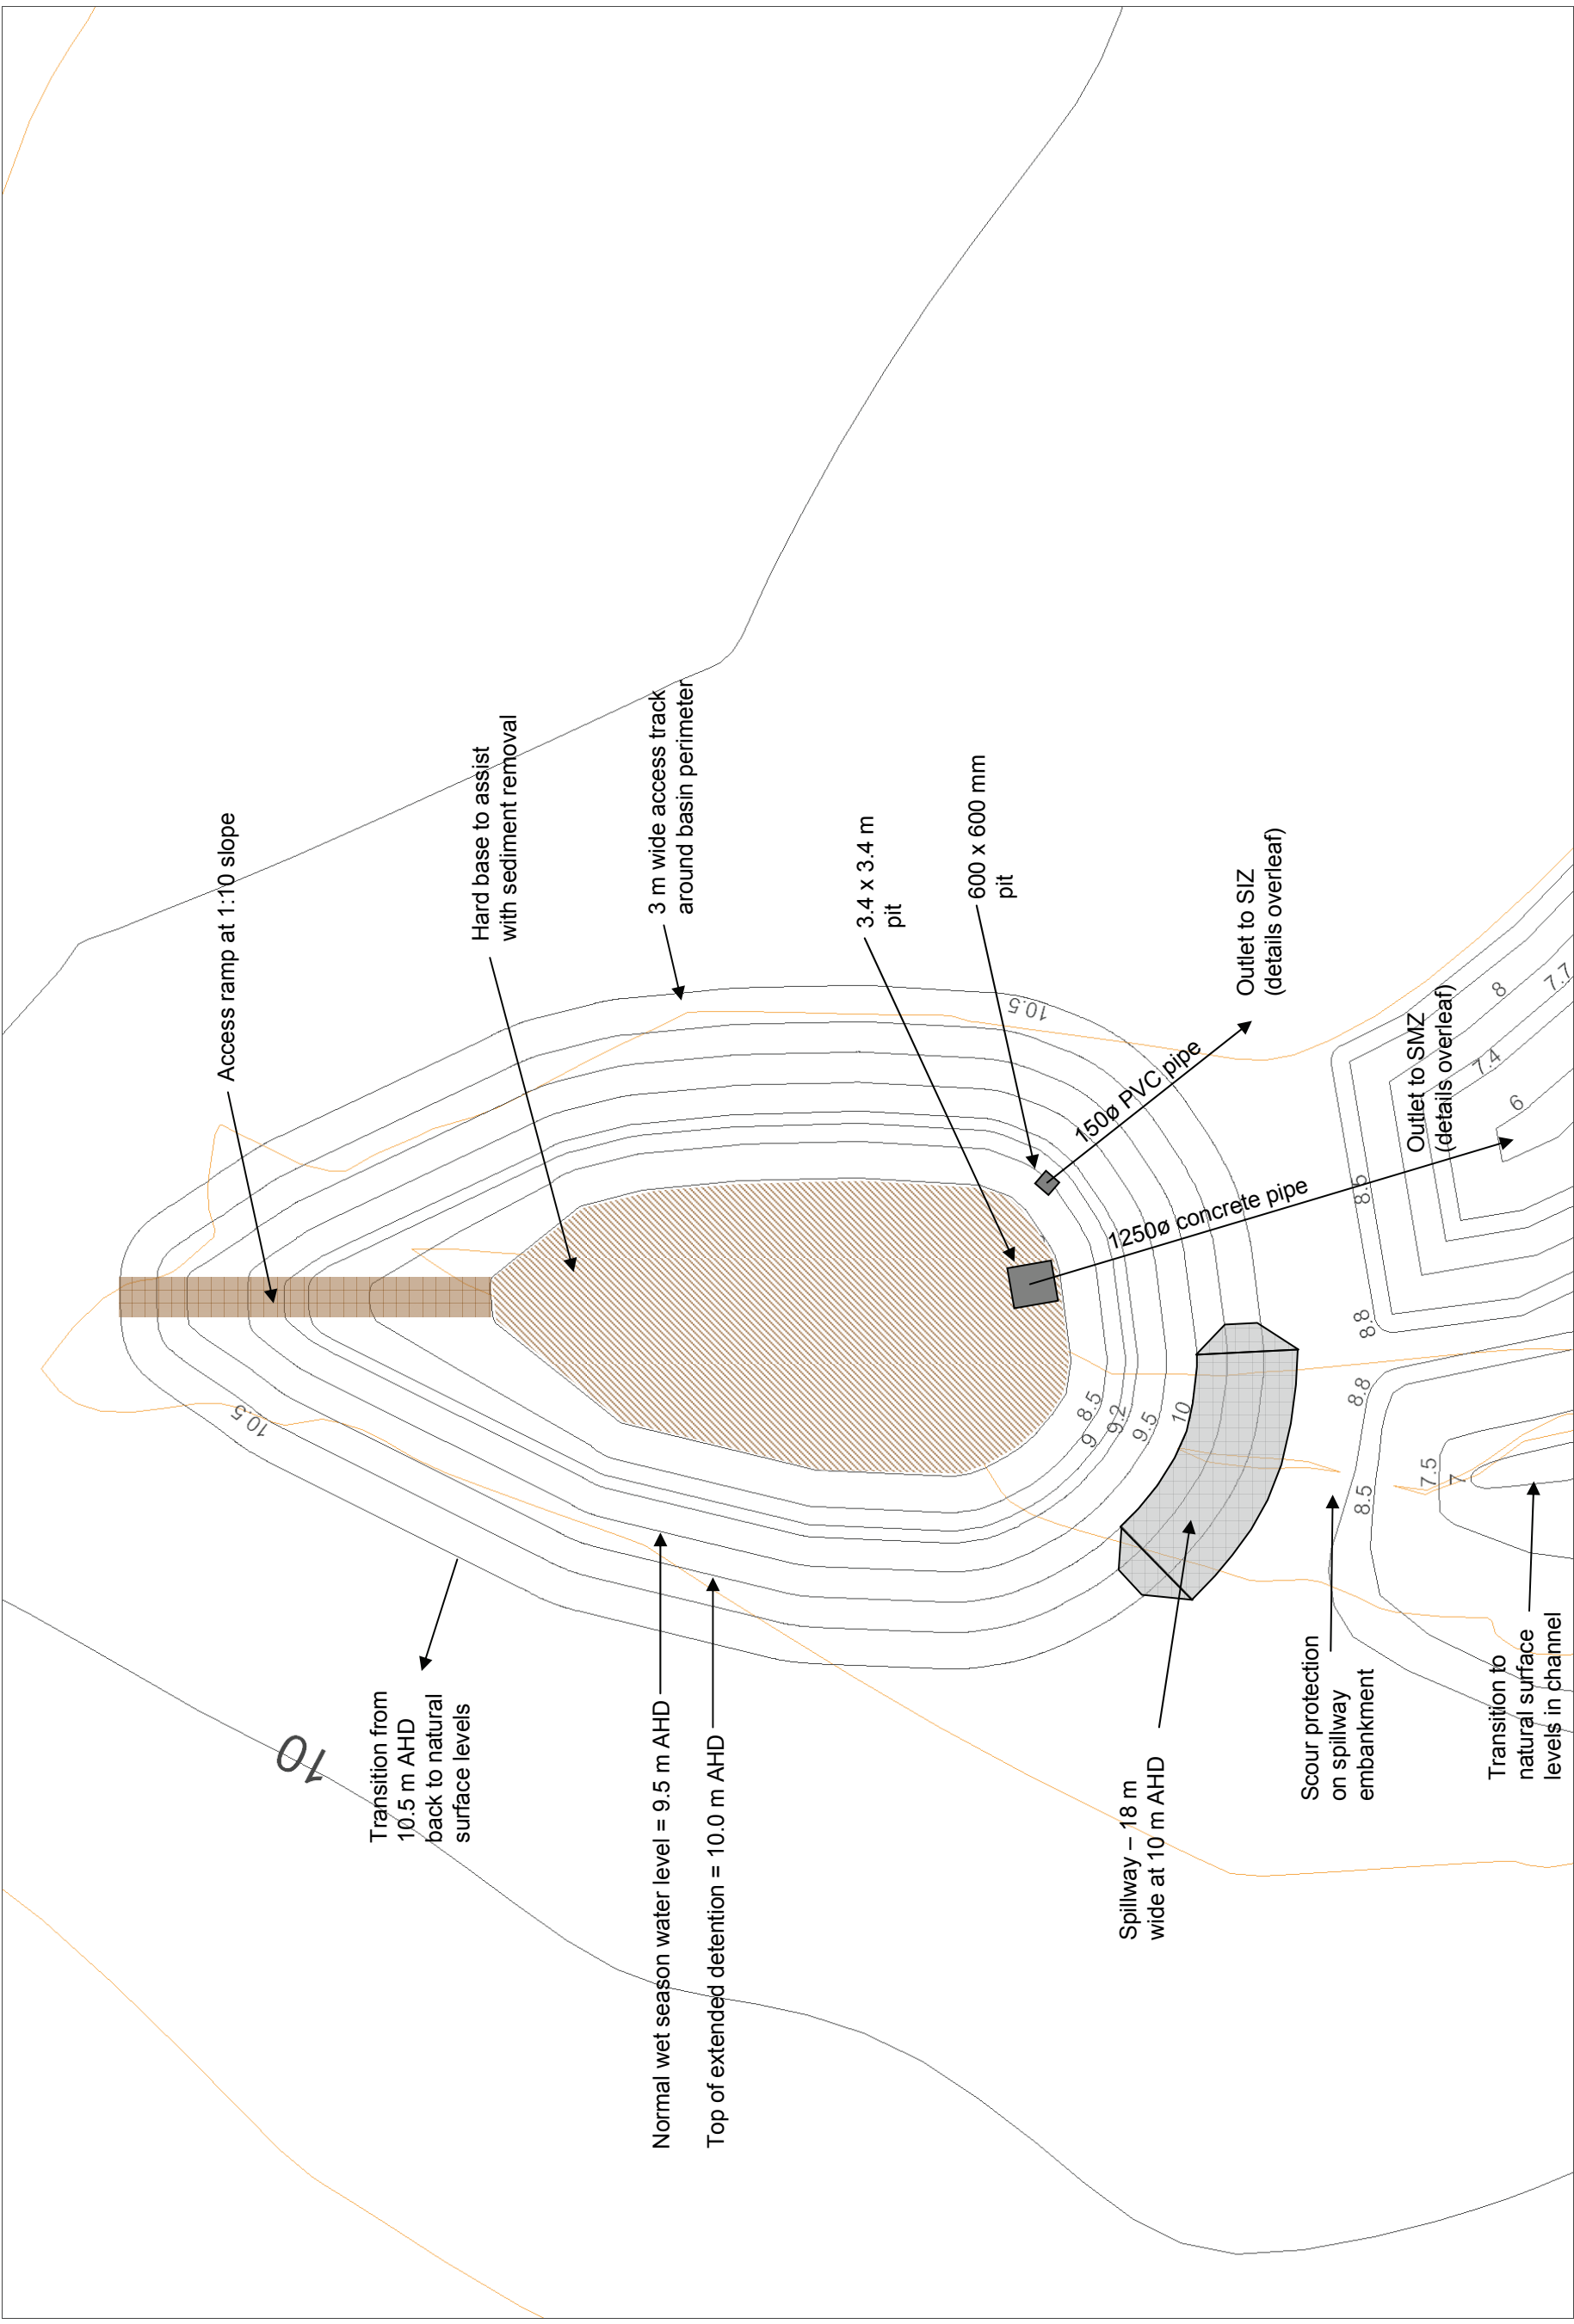 Access ramp at 1:10 slope
Hard base to assist
with sediment removal
3 m wide access track
around basin perimeter
3.4 x 3.4 m
pit
600 x 600 mm
pit
Outlet to SIZ
(details overleaf)
Outlet to SMZ
(details overleaf)
150ø PVC pipe
1250ø concrete pipe
10.5
10.5
8.5
9
9.2
9.5
10
8
7.7
7.4
6
8.5
8.8
8.8
8.5
7.5
7
10
Transition from
10.5 m AHD
back to natural
surface levels
Normal wet season water level = 9.5 m AHD
Top of extended detention = 10.0 m AHD
Spillway – 18 m
wide at 10 m AHD
Scour protection
on spillway
embankment
Transition to
natural surface
levels in channel